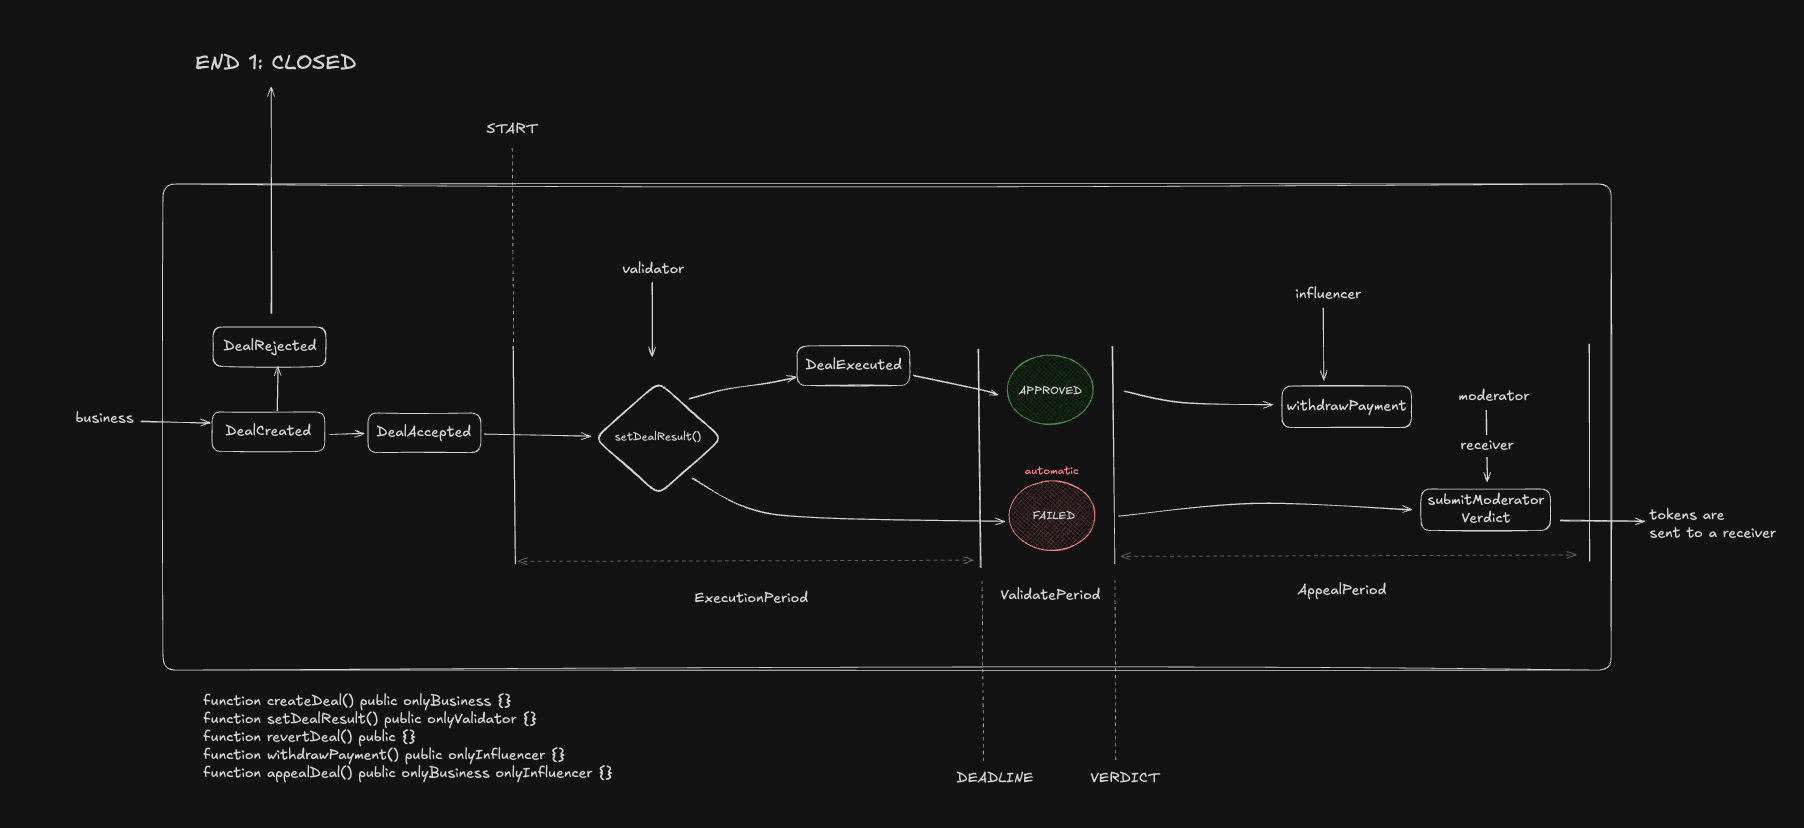 END 1: CLOSED
START
validator
influencer
DealRejected
DealExecuted
APPROVED
business
DealCreated
DealAccepted
setDealResult()
withdrawPayment
moderator
receiver
automatic
FAILED
submitModerator
Verdict
tokens are
sent to a receiver
ExecutionPeriod
ValidatePeriod
AppealPeriod
function createDeal() public onlyBusiness {}
function setDealResult() public onlyValidator {}
function revertDeal() public {}
function withdrawPayment() public onlyInfluencer {}
function appealDeal() public onlyBusiness onlyInfluencer {}
DEADLINE
VERDICT